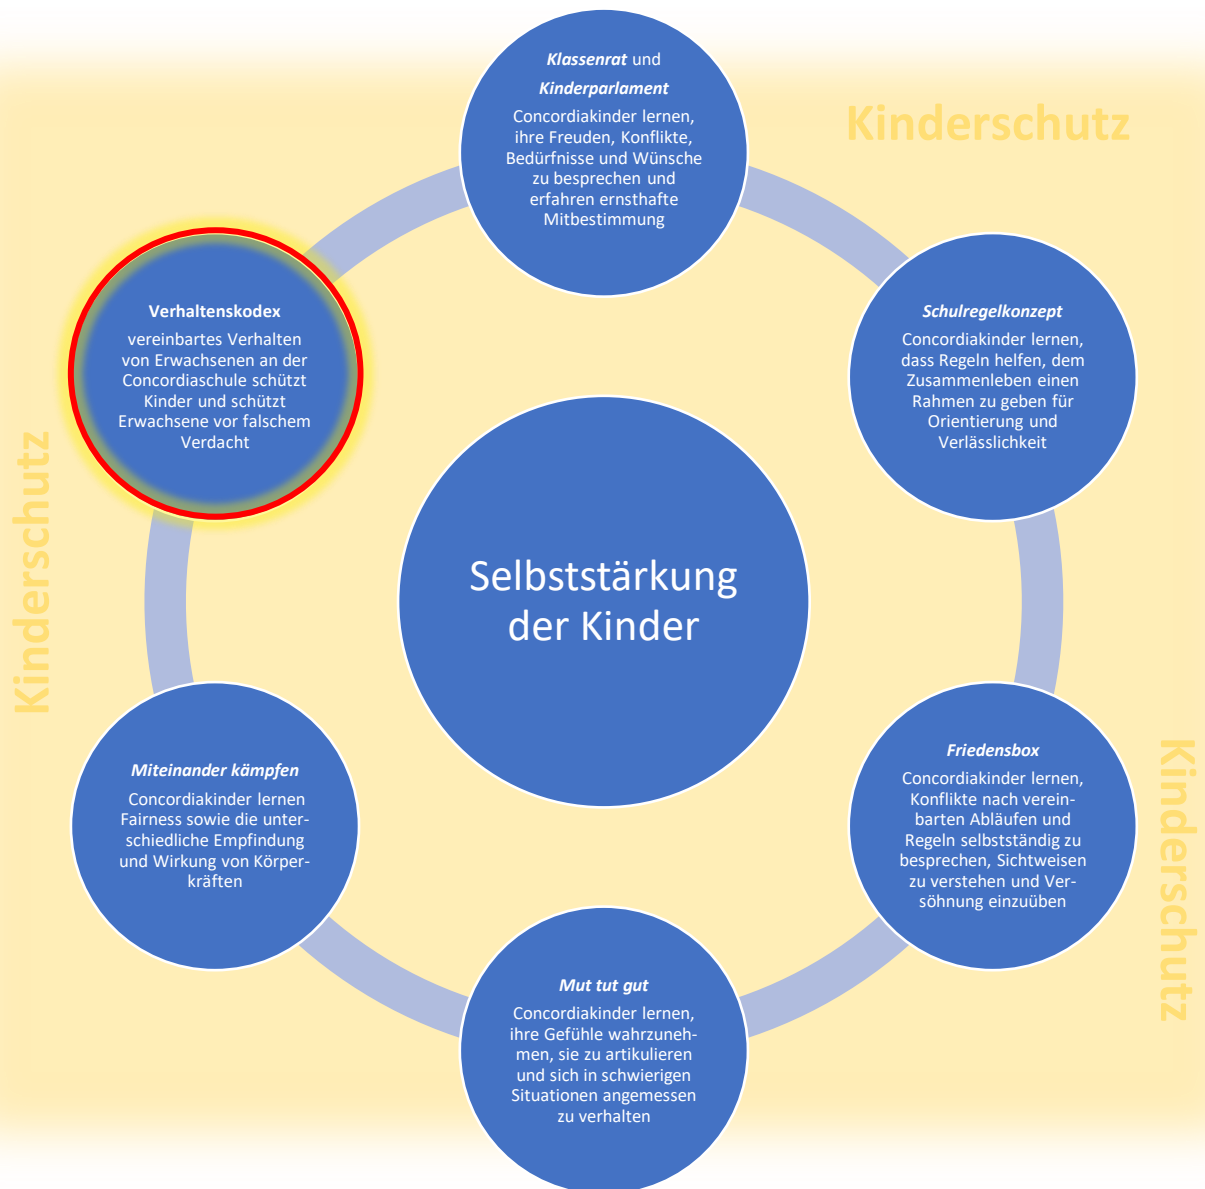 Klassenrat und
Kinderparlament
Concordiakinder lernen,
ihre Freuden, Konflikte,
Bedürfnisse und Wünsche
zu besprechen und
erfahren ernsthafte
Mitbestimmung
Kinderschutz
Verhaltenskodex
vereinbartes Verhalten
von Erwachsenen an der
Concordiaschule schützt
Kinder und schützt
Erwachsene vor falschem
Verdacht
Schulregelkonzept
Concordiakinder lernen,
dass Regeln helfen, dem
Zusammenleben einen
Rahmen zu geben für
Orientierung und
Verlässlichkeit
Kinderschutz
Selbststärkung
der Kinder
Miteinander kämpfen
Concordiakinder lernen
Fairness sowie die unter-
schiedliche Empfindung
und Wirkung von Körper-
kräften
Friedensbox
Concordiakinder lernen,
Konflikte nach verein-
barten Abläufen und
Regeln selbstständig zu
besprechen, Sichtweisen
zu verstehen und Ver-
söhnung einzuüben
Kinderschutz
Mut tut gut
Concordiakinder lernen,
ihre Gefühle wahrzuneh-
men, sie zu artikulieren
und sich in schwierigen
Situationen angemessen
zu verhalten